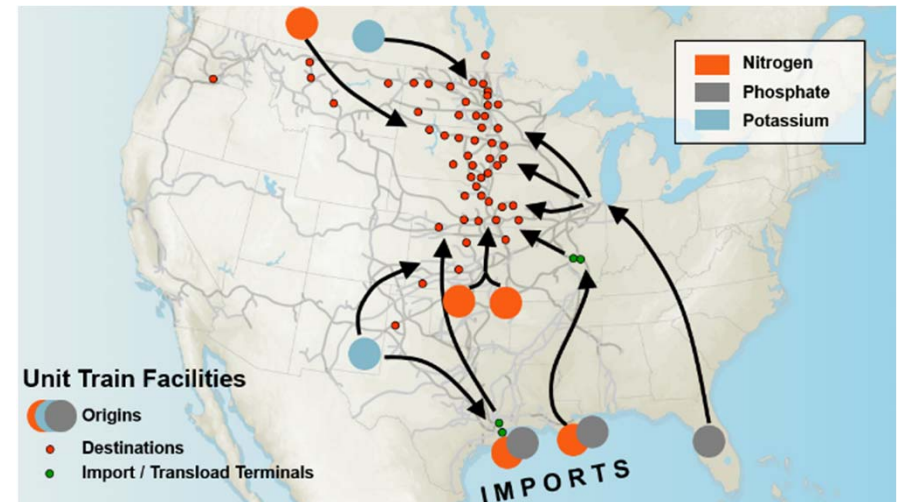 Nitrogen
Phosphate
Potassium
Unit Train Facilities
Origins
Destinations
Import / Transload Terminals
IMPORTS